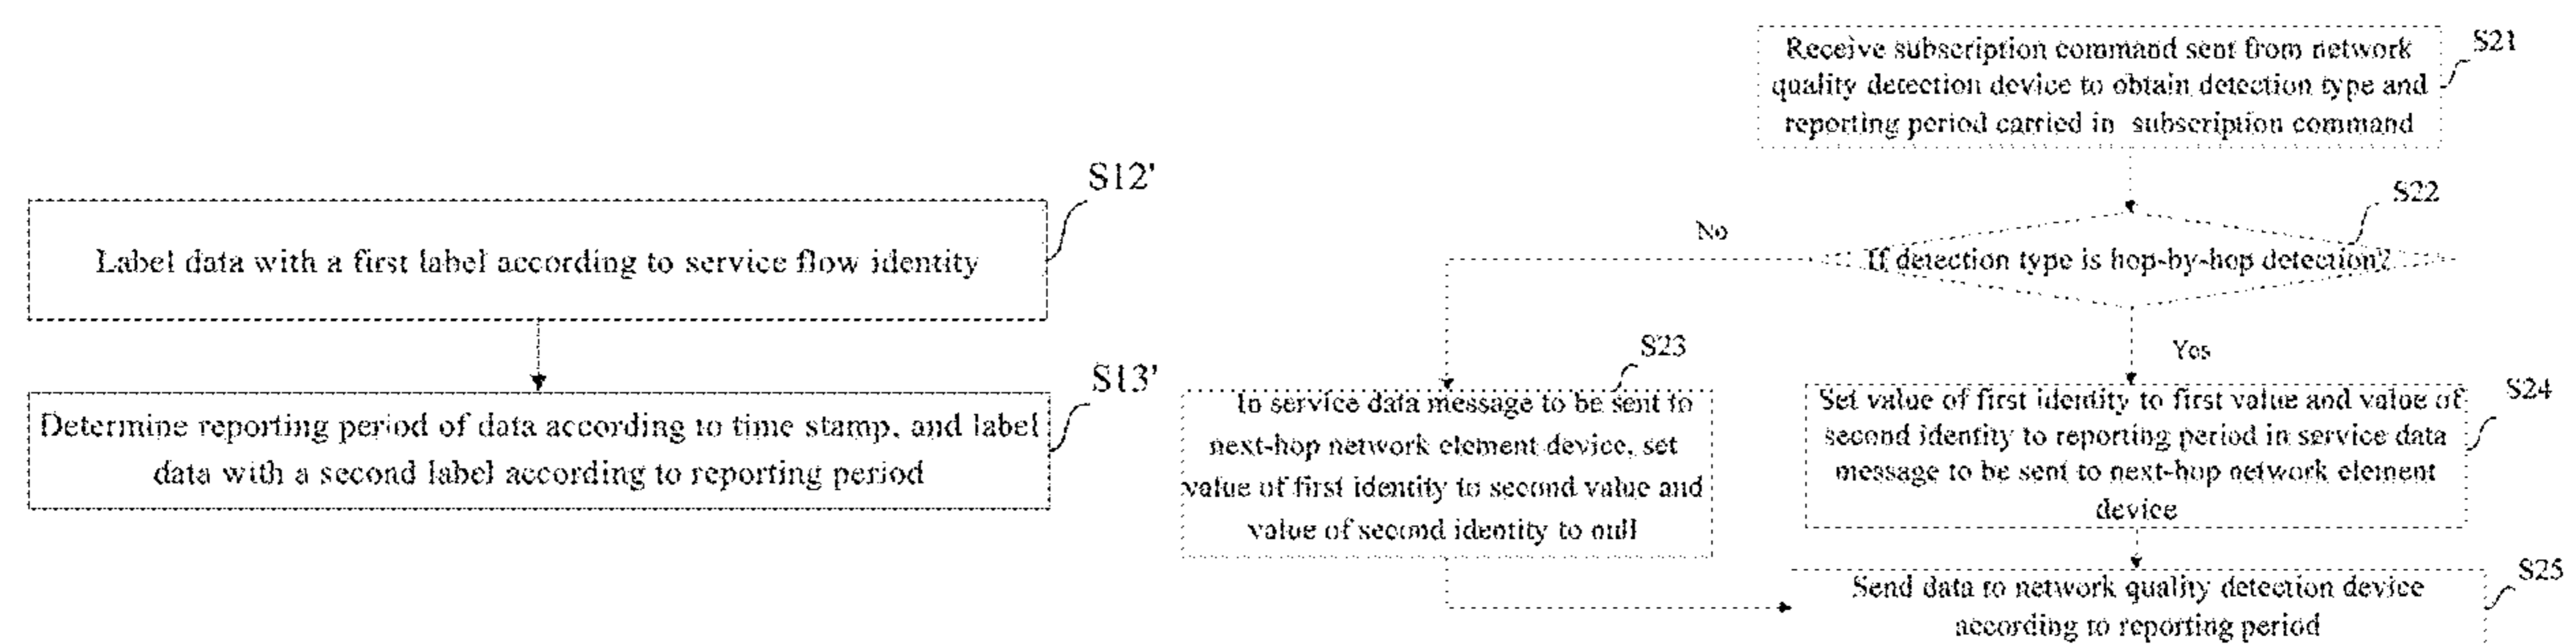 S12'
Label data with a first label according to service flow identity
S13'
Determine reporting period of data according to time stamp, and label
data with a second label according to reporting period
S21
Receive subscription command sent from network
quality detection device to obtain detection type and
reporting period carried in subscription command
S22
If detection type is hop-by-hop detection?
No
Yes
S23
In service data message to be sent to
next-hop network element device, set
value of first identity to second value and
value of second identity to null
S24
Set value of first identity to first value and value of
second identity to reporting period in service data
message to be sent to next-hop network element
device
S25
Send data to network quality detection device
according to reporting period